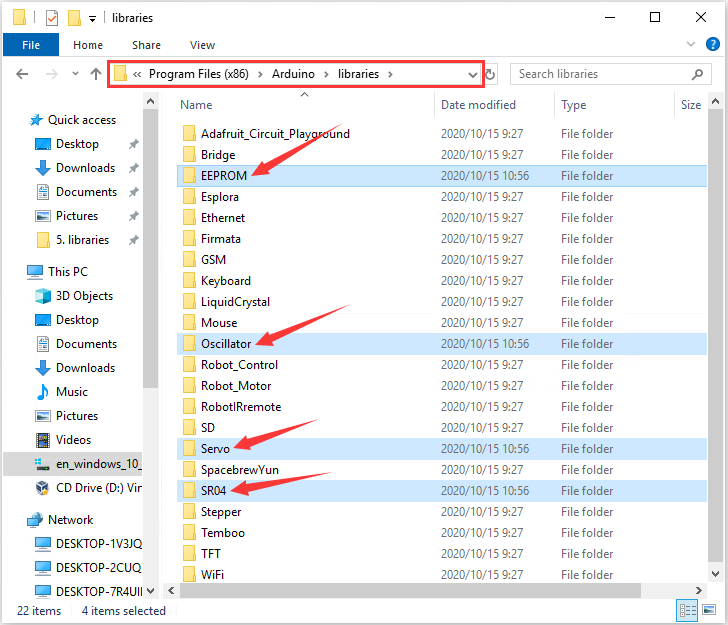 libraries
File Home Share View
« Program Files (x86) > Arduino > libraries >
Search libraries
Name Date modified Type Size
Quick access
Desktop
Downloads
Documents
Pictures
5. libraries
This PC
3D Objects
Desktop
Documents
Downloads
Music
Pictures
Videos
en_windows_10_
CD Drive (D:) Vir
Network
DESKTOP-1V3JQ
DESKTOP-2CUQ
DESKTOP-7R4UII
Adafruit_Circuit_Playground 2020/10/15 9:27 File folder
Bridge 2020/10/15 9:27 File folder
EEPROM 2020/10/15 10:56 File folder
Esplora 2020/10/15 9:27 File folder
Ethernet 2020/10/15 9:27 File folder
Firmata 2020/10/15 9:27 File folder
GSM 2020/10/15 9:27 File folder
Keyboard 2020/10/15 9:27 File folder
LiquidCrystal 2020/10/15 9:27 File folder
Mouse 2020/10/15 9:27 File folder
Oscillator 2020/10/15 10:56 File folder
Robot_Control 2020/10/15 9:27 File folder
Robot_Motor 2020/10/15 9:27 File folder
RobotIRremote 2020/10/15 9:27 File folder
SD 2020/10/15 9:27 File folder
Servo 2020/10/15 10:56 File folder
SpacebrewYun 2020/10/15 9:27 File folder
SR04 2020/10/15 10:56 File folder
Stepper 2020/10/15 9:27 File folder
Temboo 2020/10/15 9:27 File folder
TFT 2020/10/15 9:27 File folder
WiFi 2020/10/15 9:27 File folder
22 items 4 items selected